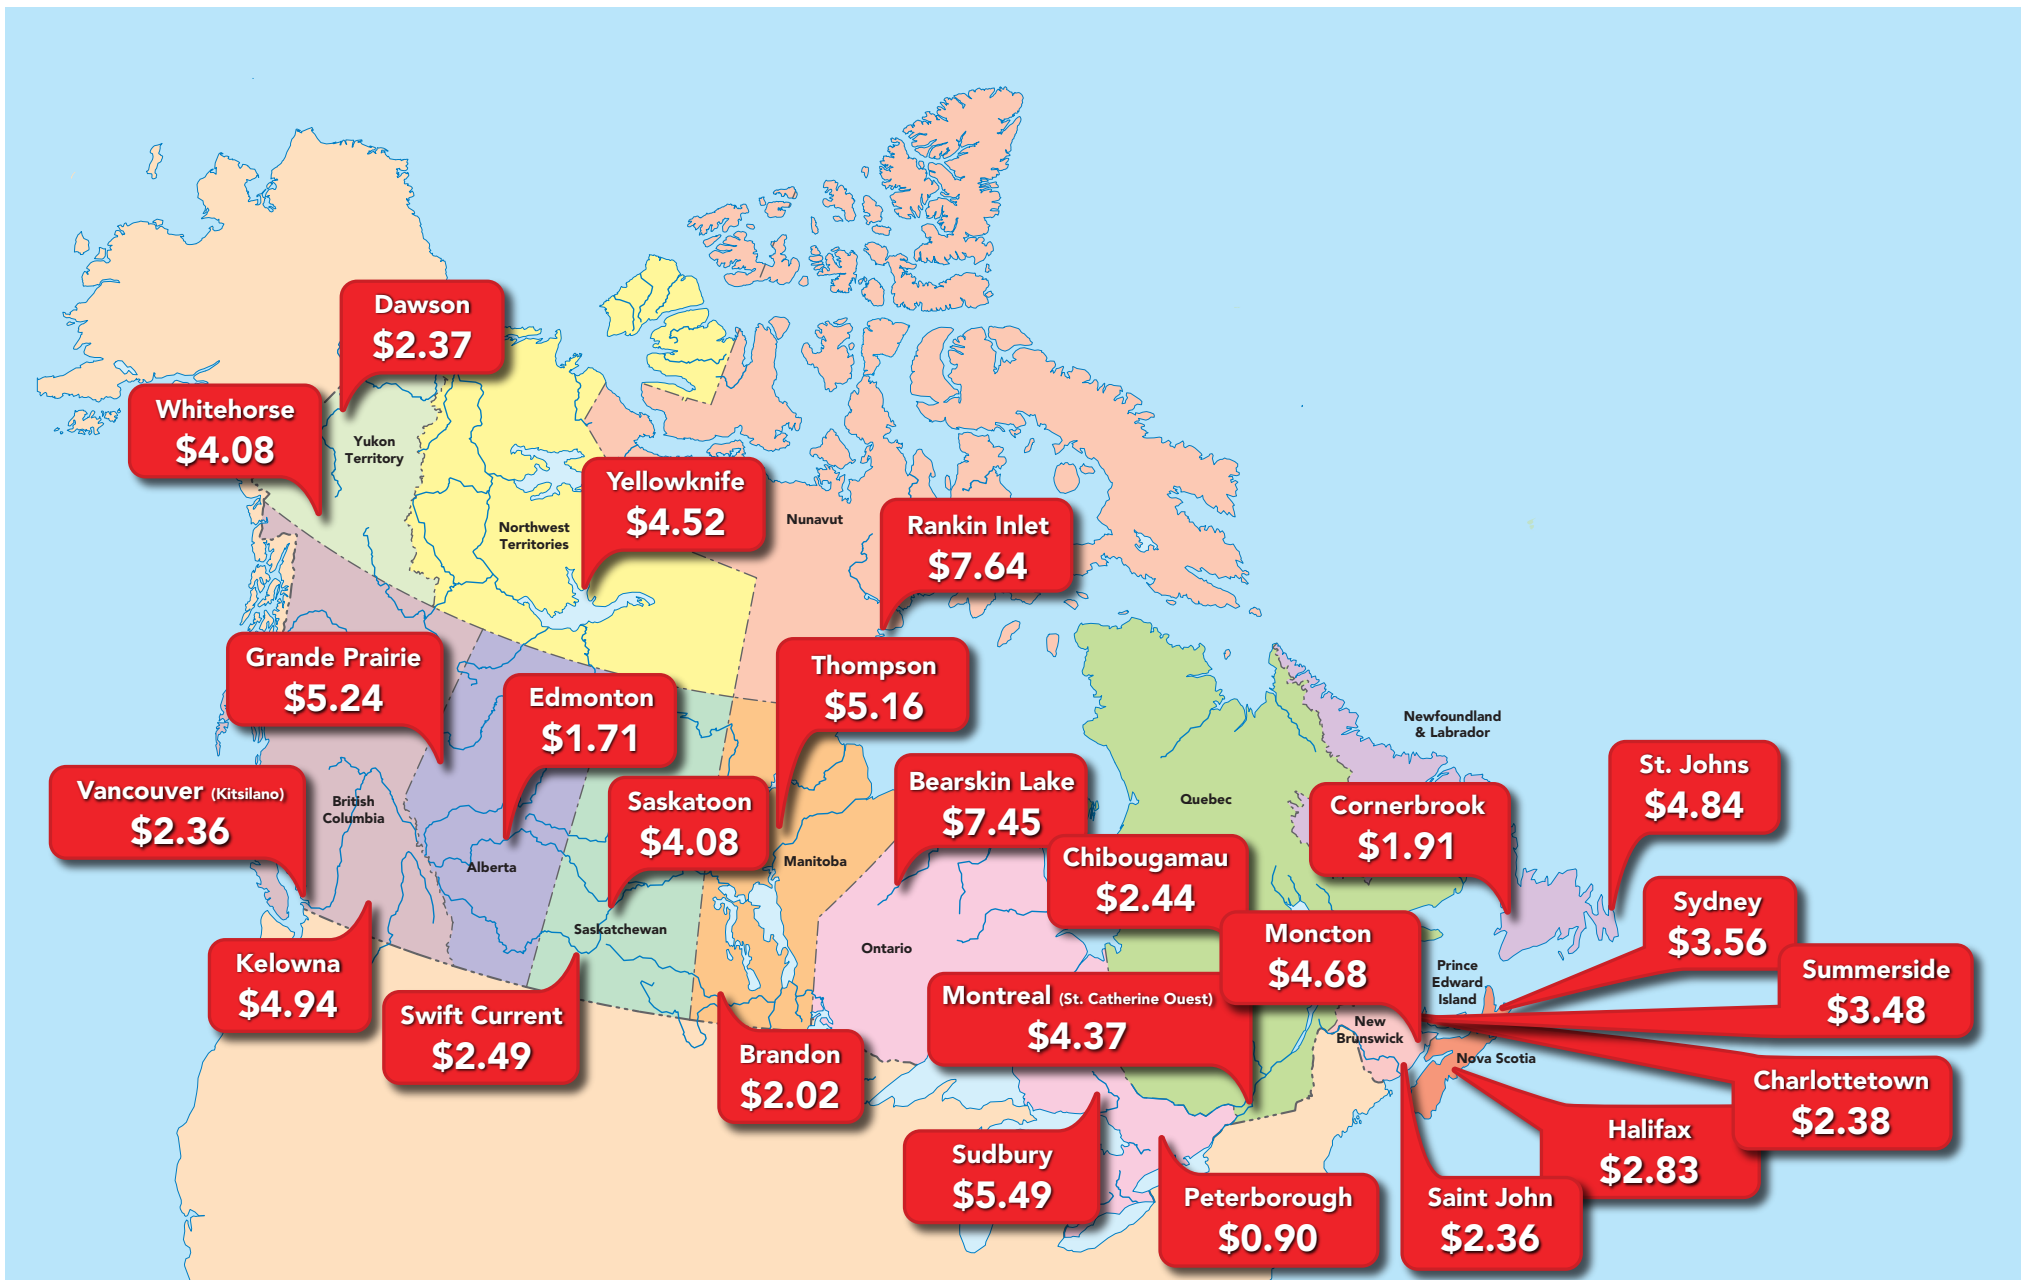 Dawson
$2.37
Whitehorse
$4.08
Yukon
Territory
Yellowknife
$4.52
Northwest
Territories
Nunavut
Rankin Inlet
$7.64
Grande Prairie
$5.24
Edmonton
$1.71
Thompson
$5.16
Newfoundland
& Labrador
Vancouver (Kitsilano)
$2.36
British
Columbia
Saskatoon
$4.08
Bearskin Lake
$7.45
Quebec
Cornerbrook
$1.91
St. Johns
$4.84
Alberta
Manitoba
Chibougamau
$2.44
Saskatchewan
Ontario
Moncton
$4.68
Sydney
$3.56
Kelowna
$4.94
Swift Current
$2.49
Montreal (St. Catherine Ouest)
$4.37
Prince
Edward
Island
Summerside
$3.48
New
Brunswick
Nova Scotia
Brandon
$2.02
Charlottetown
$2.38
Sudbury
$5.49
Halifax
$2.83
Peterborough
$0.90
Saint John
$2.36